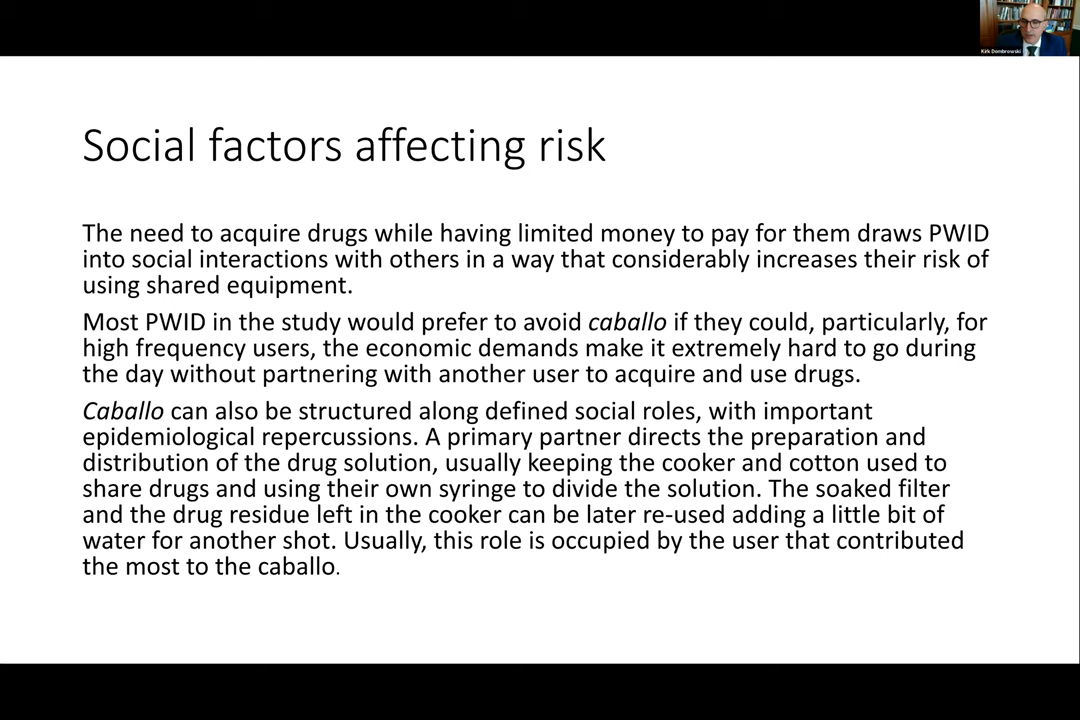 Kirk Dombrowski
Social factors affecting risk
The need to acquire drugs while having limited money to pay for them draws PWID
into social interactions with others in a way that considerably increases their risk of
using shared equipment.
Most PWID in the study would prefer to avoid caballo if they could, particularly, for
high frequency users, the economic demands make it extremely hard to go during
the day without partnering with another user to acquire and use drugs.
Caballo can also be structured along defined social roles, with important
epidemiological repercussions. A primary partner directs the preparation and
distribution of the drug solution, usually keeping the cooker and cotton used to
share drugs and using their own syringe to divide the solution. The soaked filter
and the drug residue left in the cooker can be later re-used adding a little bit of
water for another shot. Usually, this role is occupied by the user that contributed
the most to the caballo.